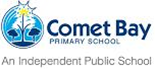 Comet Bay
PRIMARY SCHOOL
An Independent Public School